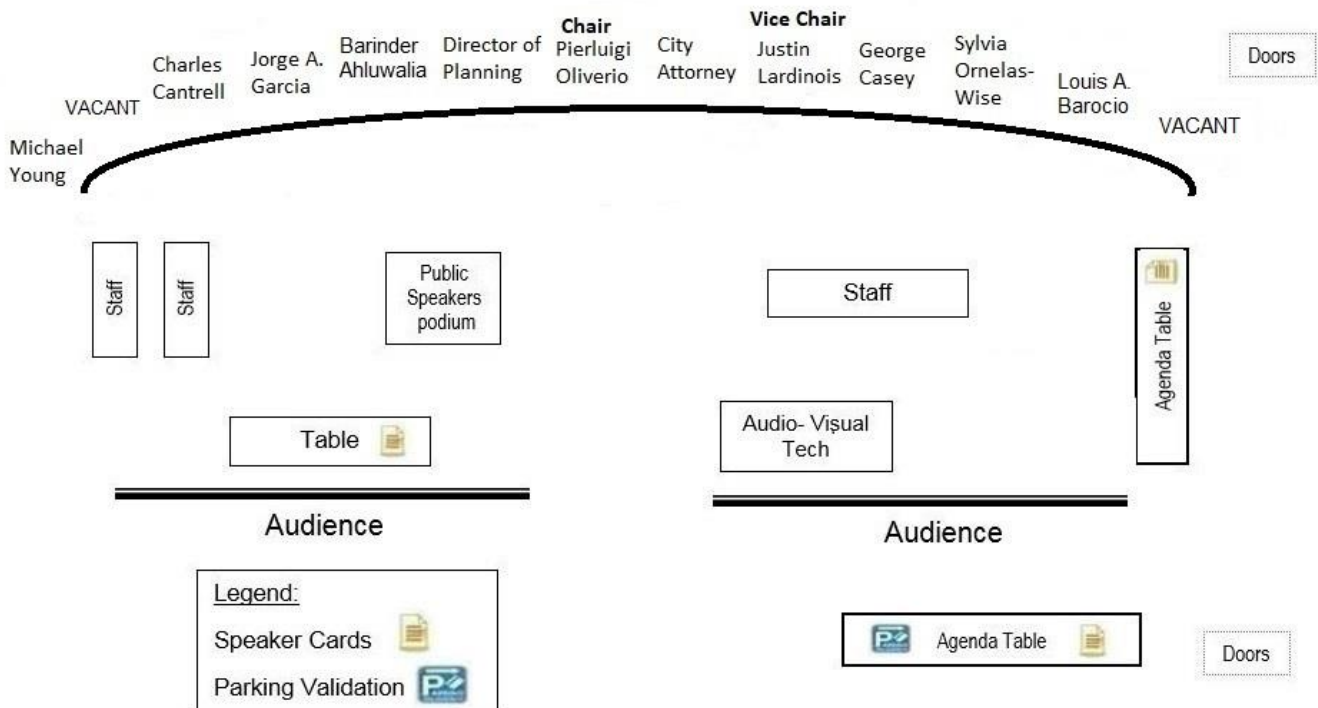 Chair
Vice Chair
Michael
Young
VACANT
Charles
Cantrell
Jorge A.
Garcia
Barinder
Ahluwalia
Director of
Planning
Pierluigi
Oliverio
City
Attorney
Justin
Lardinois
George
Casey
Sylvia
Ornelas-
Wise
Louis A.
Barocio
VACANT
Doors
Staff
Staff
Public
Speakers
podium
Staff
Agenda Table
Table
Audio- Visual
Tech
Audience
Audience
Legend:
Speaker Cards
Parking Validation
Agenda Table
Doors